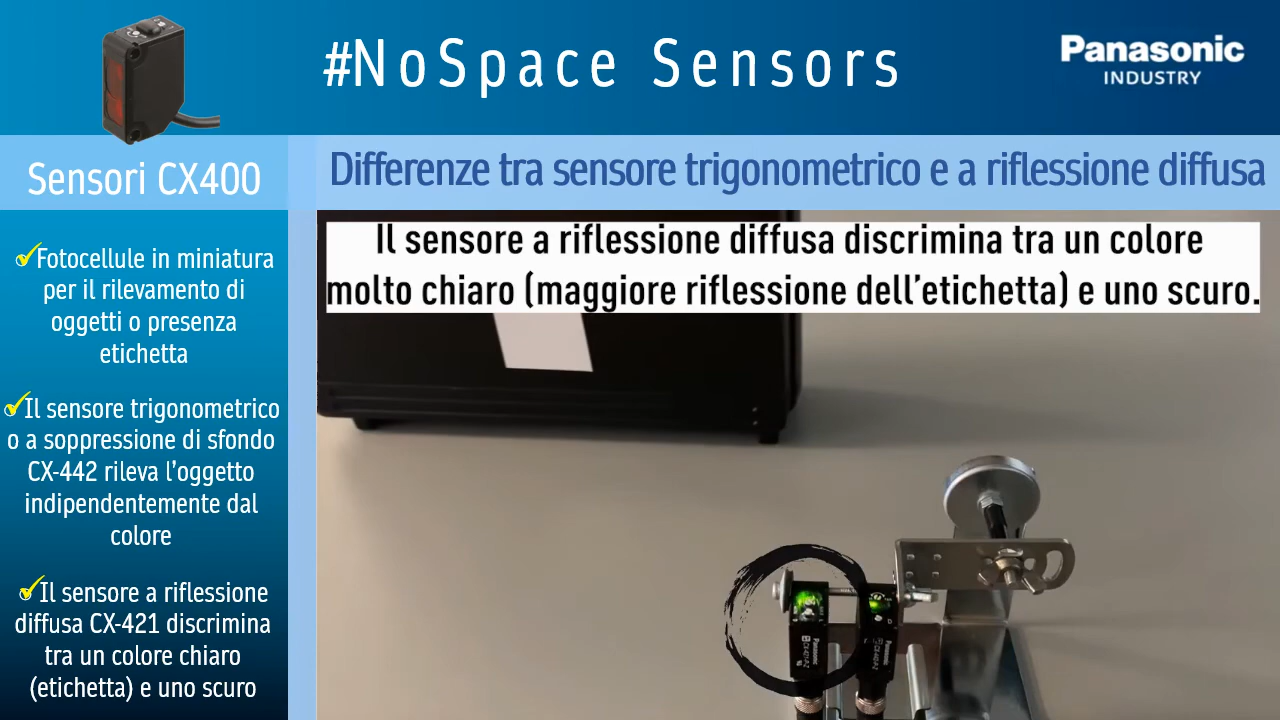 #NoSpace Sensors
Panasonic
INDUSTRY
Sensori CX400
Differenze tra sensore trigonometrico e a riflessione diffusa
Fotocellule in miniatura
per il rilevamento di
oggetti o presenza
etichetta
Il sensore trigonometrico
o a soppressione di sfondo
CX-442 rileva l’oggetto
indipendentemente dal
colore
Il sensore a riflessione
diffusa CX-421 discrimina
tra un colore chiaro
(etichetta) e uno scuro
Il sensore a riflessione diffusa discrimina tra un colore
molto chiaro (maggiore riflessione dell’etichetta) e uno scuro.
Panasonic
Panasonic